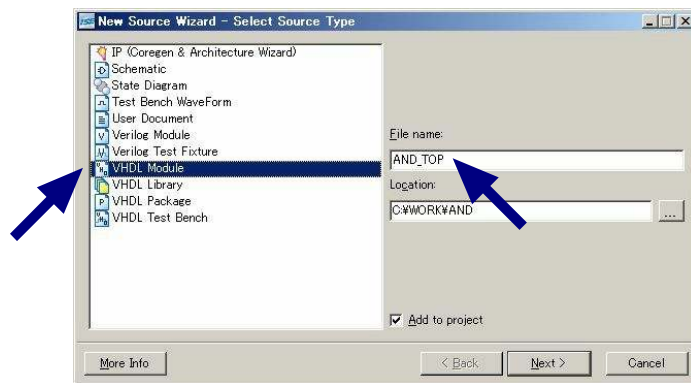 New Source Wizard - Select Source Type
IP (Coregen & Architecture Wizard)
Schematic
State Diagram
Test Bench WaveForm
User Document
Verilog Module
Verilog Test Fixture
VHDL Module
VHDL Library
VHDL Package
VHDL Test Bench
File name:
AND_TOP
Location:
C:¥WORK¥AND
...
Add to project
More Info
< Back
Next >
Cancel